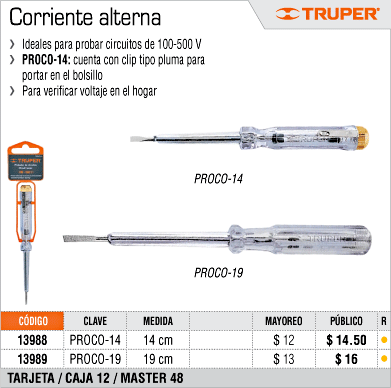 Corriente alterna
TRUPER®
Ideales para probar circuitos de 100-500 V
PROCO-14: cuenta con clip tipo pluma para
portar en el bolsillo
Para verificar voltaje en el hogar
TRUPER
PROCO-14
PROCO-19
CÓDIGO CLAVE MEDIDA MAYOREO PÚBLICO R
13988 PROCO-14 14 cm $ 12 $ 14.50
13989 PROCO-19 19 cm $ 13 $ 16
TARJETA / CAJA 12 / MASTER 48